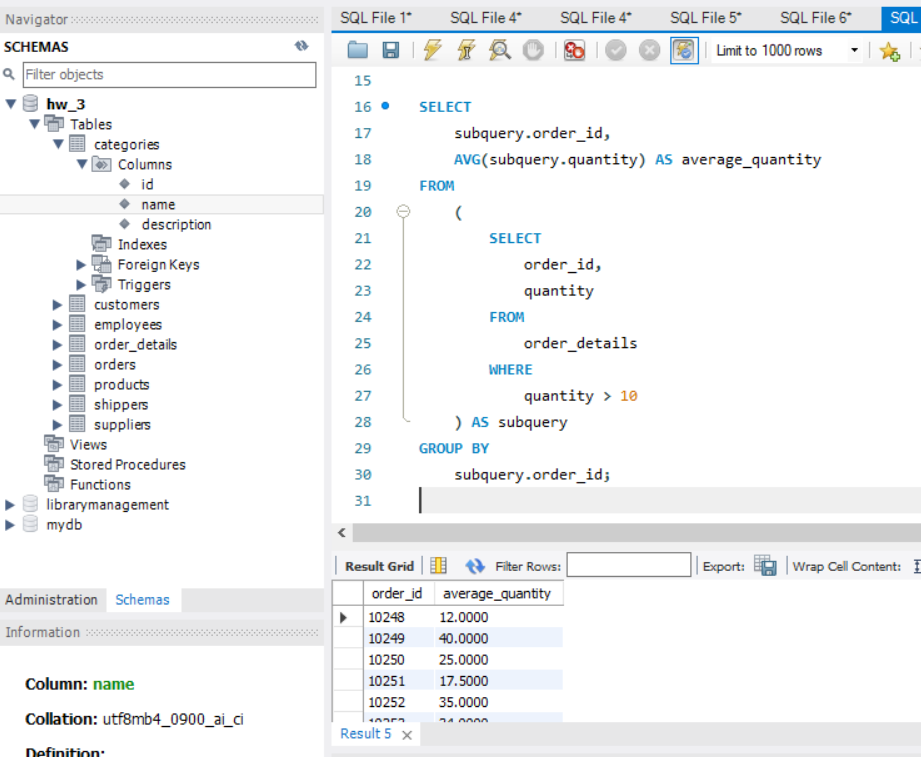 Navigator
SCHEMAS
Filter objects
hw_3
Tables
categories
Columns
id
name
description
Indexes
Foreign Keys
Triggers
customers
employees
order_details
orders
products
shippers
suppliers
Views
Stored Procedures
Functions
librarymanagement
mydb
Administration Schemas
Information
Column: name
Collation: utf8mb4_0900_ai_ci
Definition:
SQL File 1* SQL File 4* SQL File 4* SQL File 5* SQL File 6* SQL
Limit to 1000 rows
15
16 SELECT
17 subquery.order_id,
18 AVG(subquery.quantity) AS average_quantity
19 FROM
20 (
21 SELECT
22 order_id,
23 quantity
24 FROM
25 order_details
26 WHERE
27 quantity > 10
28 ) AS subquery
29 GROUP BY
30 subquery.order_id;
31
Result Grid Filter Rows: Export: Wrap Cell Content:
order_id average_quantity
10248 12.0000
10249 40.0000
10250 25.0000
10251 17.5000
10252 35.0000
Result 5